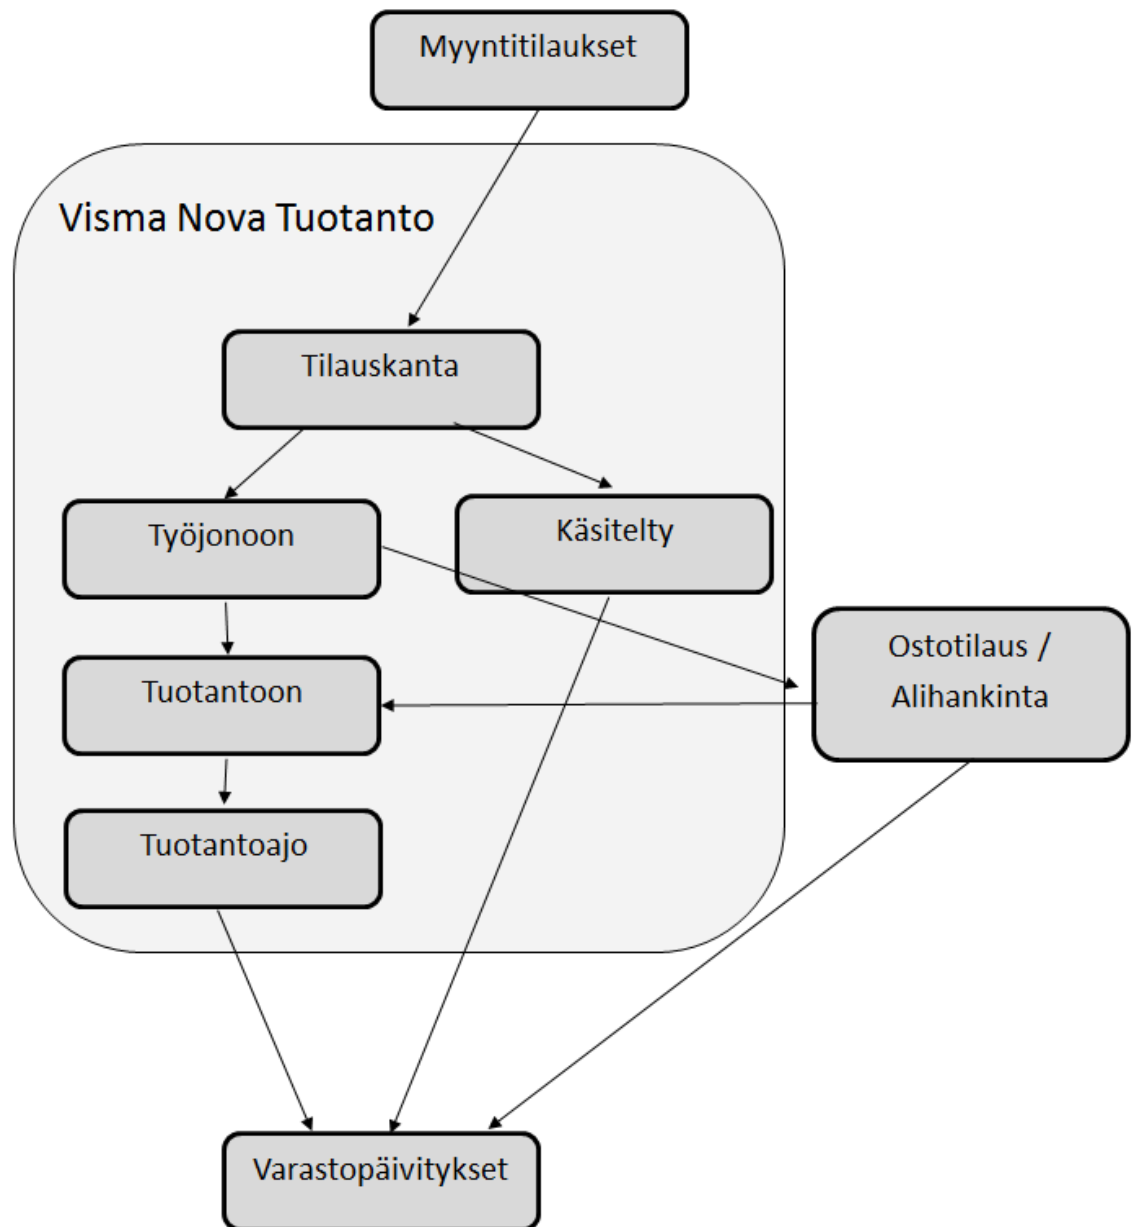 Myyntitilaukset
Visma Nova Tuotanto
Tilauskanta
Työjonoon
Käsitelty
Ostotilaus /
Alihankinta
Tuotantoon
Tuotantoajo
Varastopäivitykset